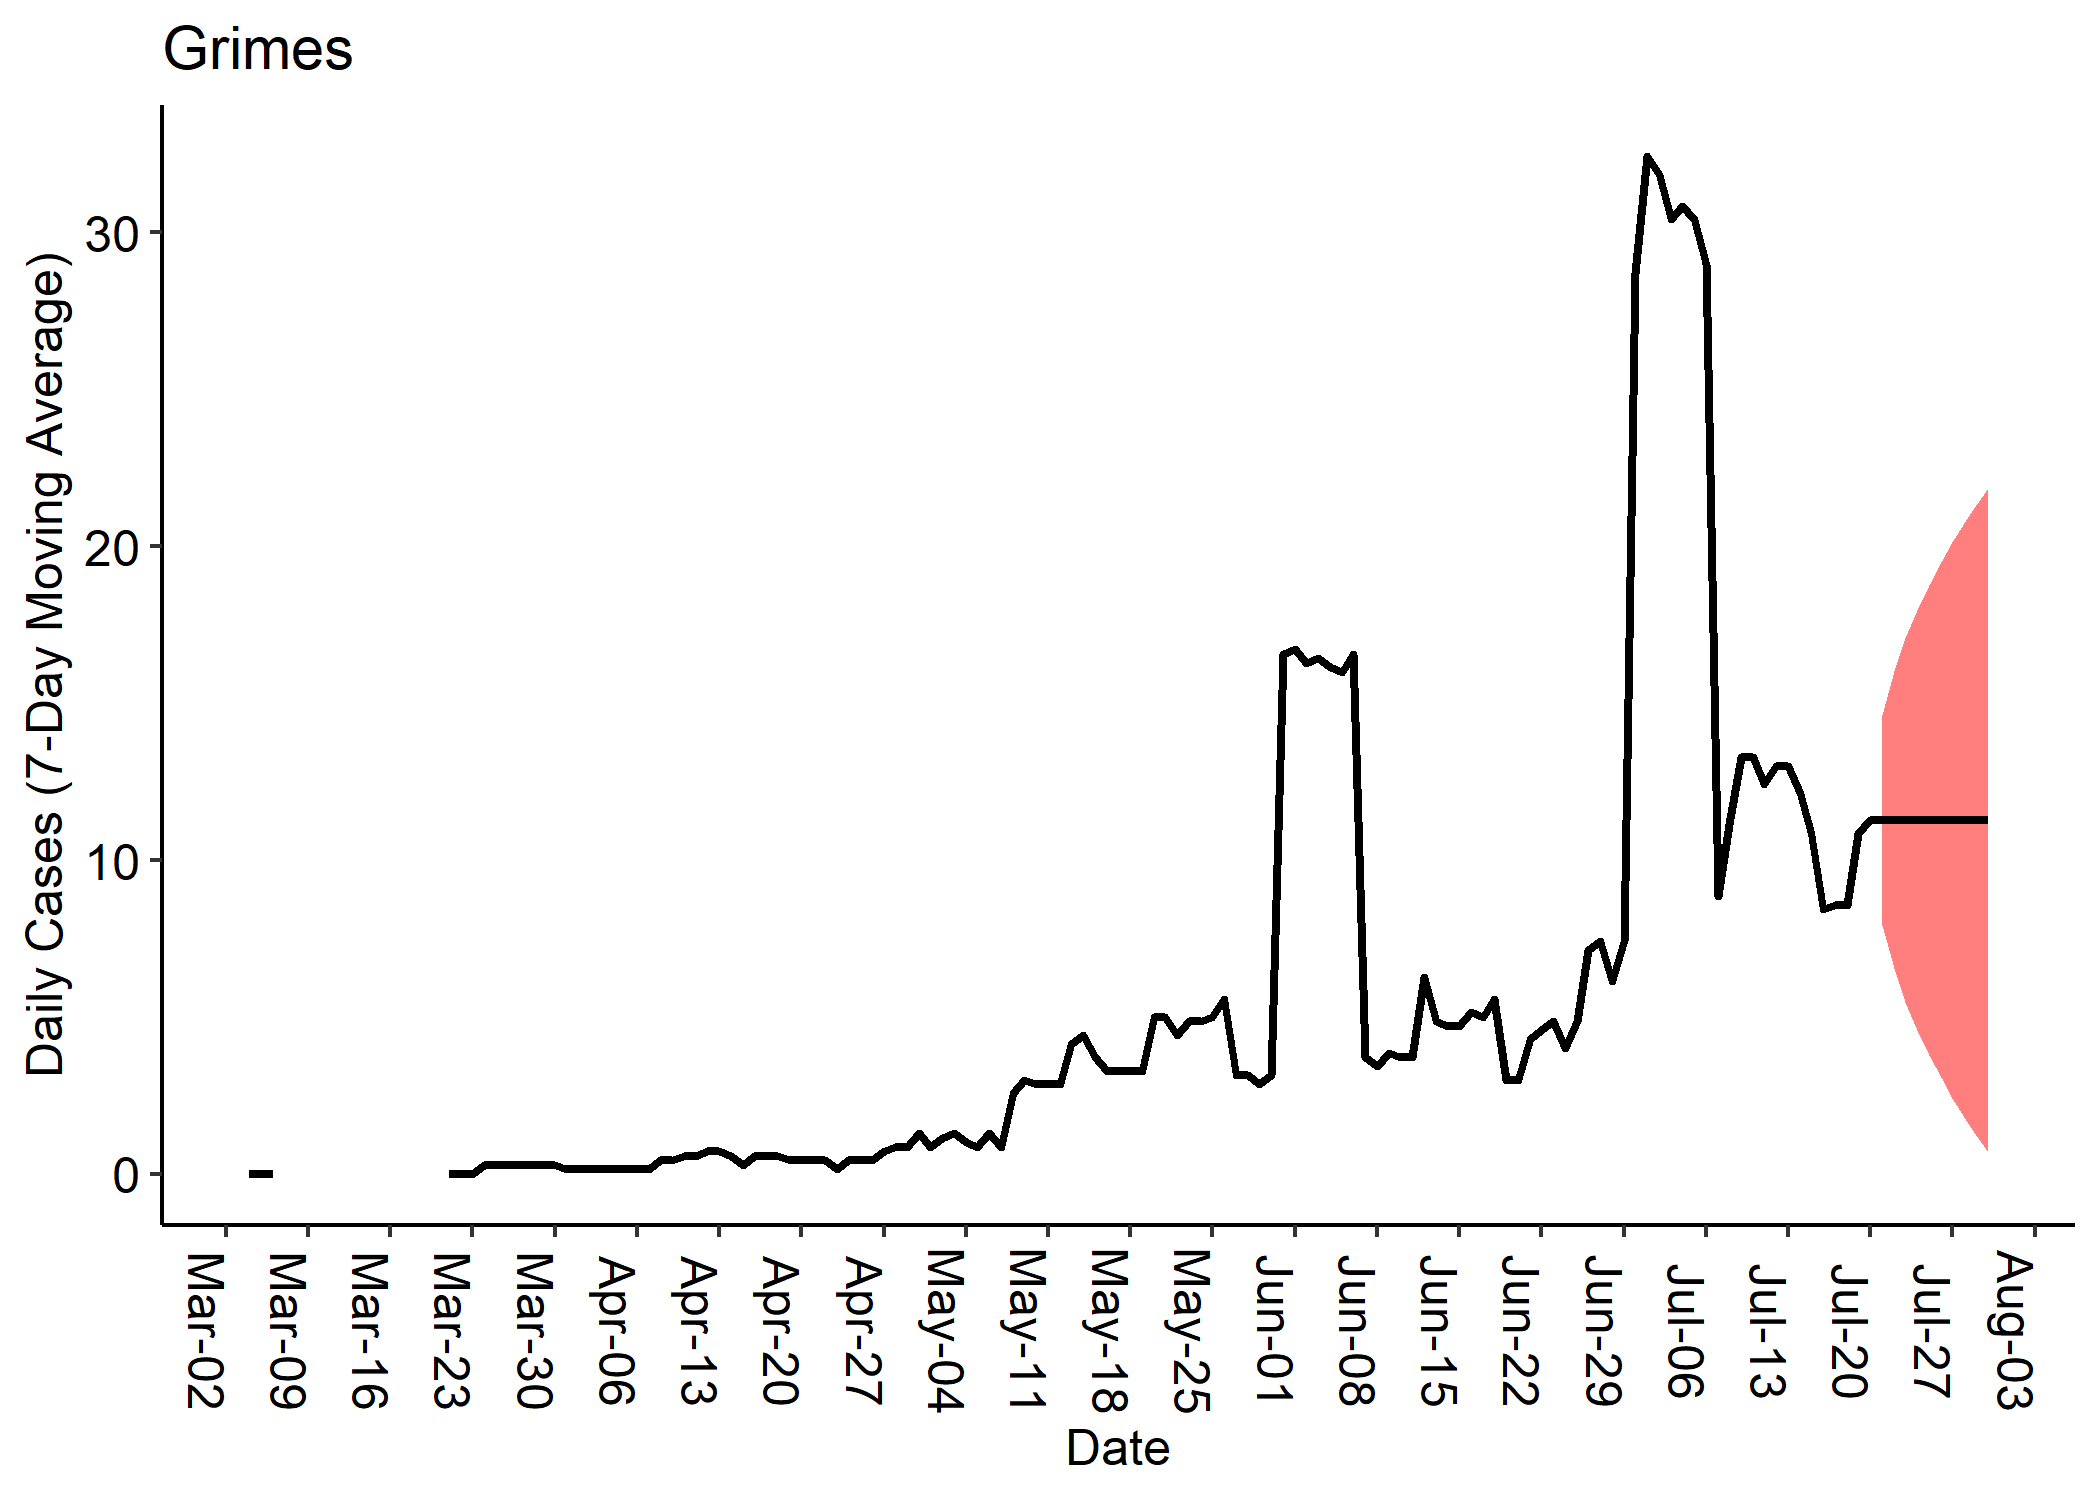 Grimes
Daily Cases (7-Day Moving Average)
30
20
10
0
Mar-02
Mar-09
Mar-16
Mar-23
Mar-30
Apr-06
Apr-13
Apr-20
Apr-27
May-04
May-11
May-18
May-25
Jun-01
Jun-08
Jun-15
Jun-22
Jun-29
Jul-06
Jul-13
Jul-20
Jul-27
Aug-03
Date